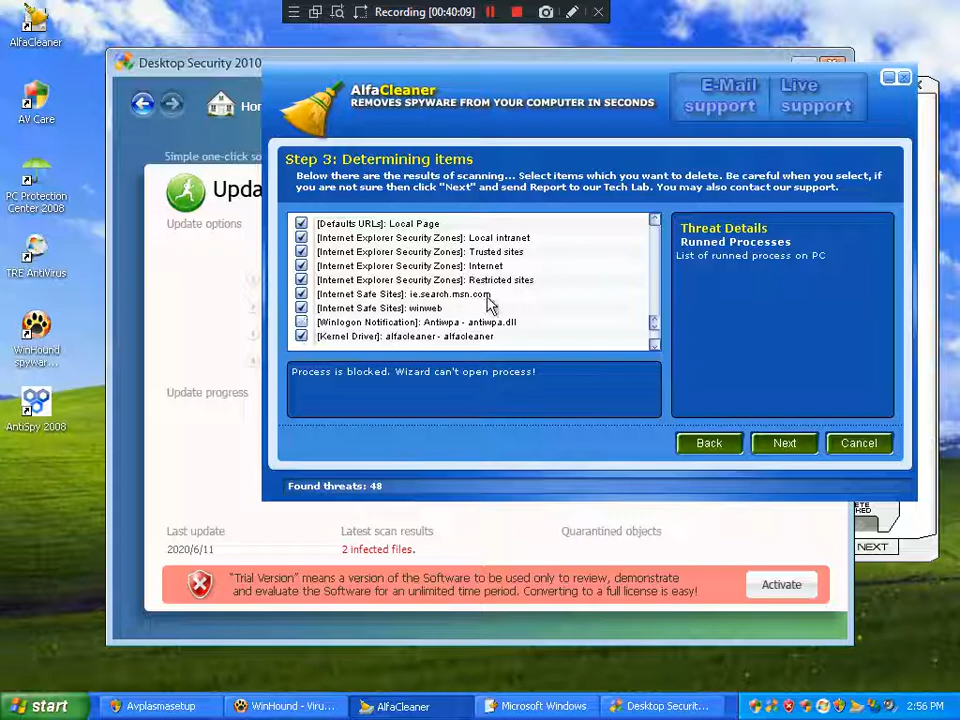 Recording [00:40:09]
AlfaCleaner
AV Care
PC Protection
Center 2008
TRE AntiVirus
WinHound
spywar...
AntiSpy 2008
Desktop Security 2010
Simple one-click so
Update options
Update progress
Last update
2020/6/11
Latest scan results
2 infected files.
Quarantined objects
"Trial Version" means a version of the Software to be used only to review, demonstrate
and evaluate the Software for an unlimited time period. Converting to a full license is easy!
Activate
AlfaCleaner
REMOVES SPYWARE FROM YOUR COMPUTER IN SECONDS
E-Mail
support
Live
support
Step 3: Determining items
Below there are the results of scanning... Select items which you want to delete. Be careful when you select, if
you are not sure then click "Next" and send Report to our Tech Lab. You may also contact our support.
[Defaults URLs]: Local Page
[Internet Explorer Security Zones]: Local intranet
[Internet Explorer Security Zones]: Trusted sites
[Internet Explorer Security Zones]: Internet
[Internet Explorer Security Zones]: Restricted sites
[Internet Safe Sites]: ie.search.msn.com
[Internet Safe Sites]: winweb
[Winlogon Notification]: Antiwpa - antiwpa.dll
[Kernel Driver]: alfacleaner - alfacleaner
Threat Details
Runned Processes
List of runned process on PC
Process is blocked. Wizard can't open process!
Back
Next
Cancel
Found threats: 48
NEXT
start
Avplasmasetup
WinHound - Viru...
AlfaCleaner
Microsoft Windows
Desktop Securit...
2:56 PM